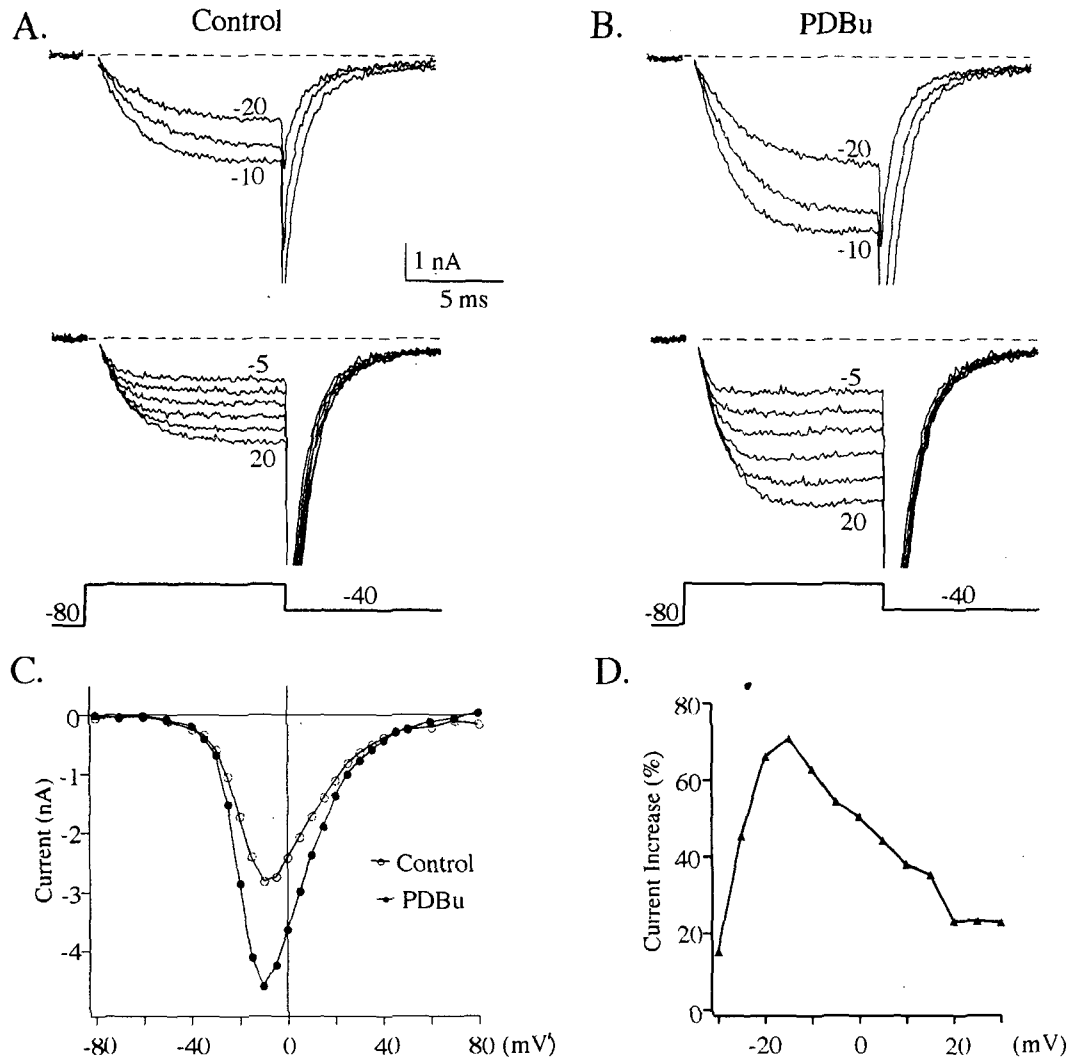 A. Control
B. PDBu
-20
-10
1 nA
5 ms
-20
-10
-5
20
-80
-40
-5
20
-80
-40
C.
0
-1
-2
-3
-4
Current (nA)
Control
PDBu
-80 -40 0 40 80 (mV)
D.
80
60
40
20
0
Current Increase (%)
-20 0 20 (mV)